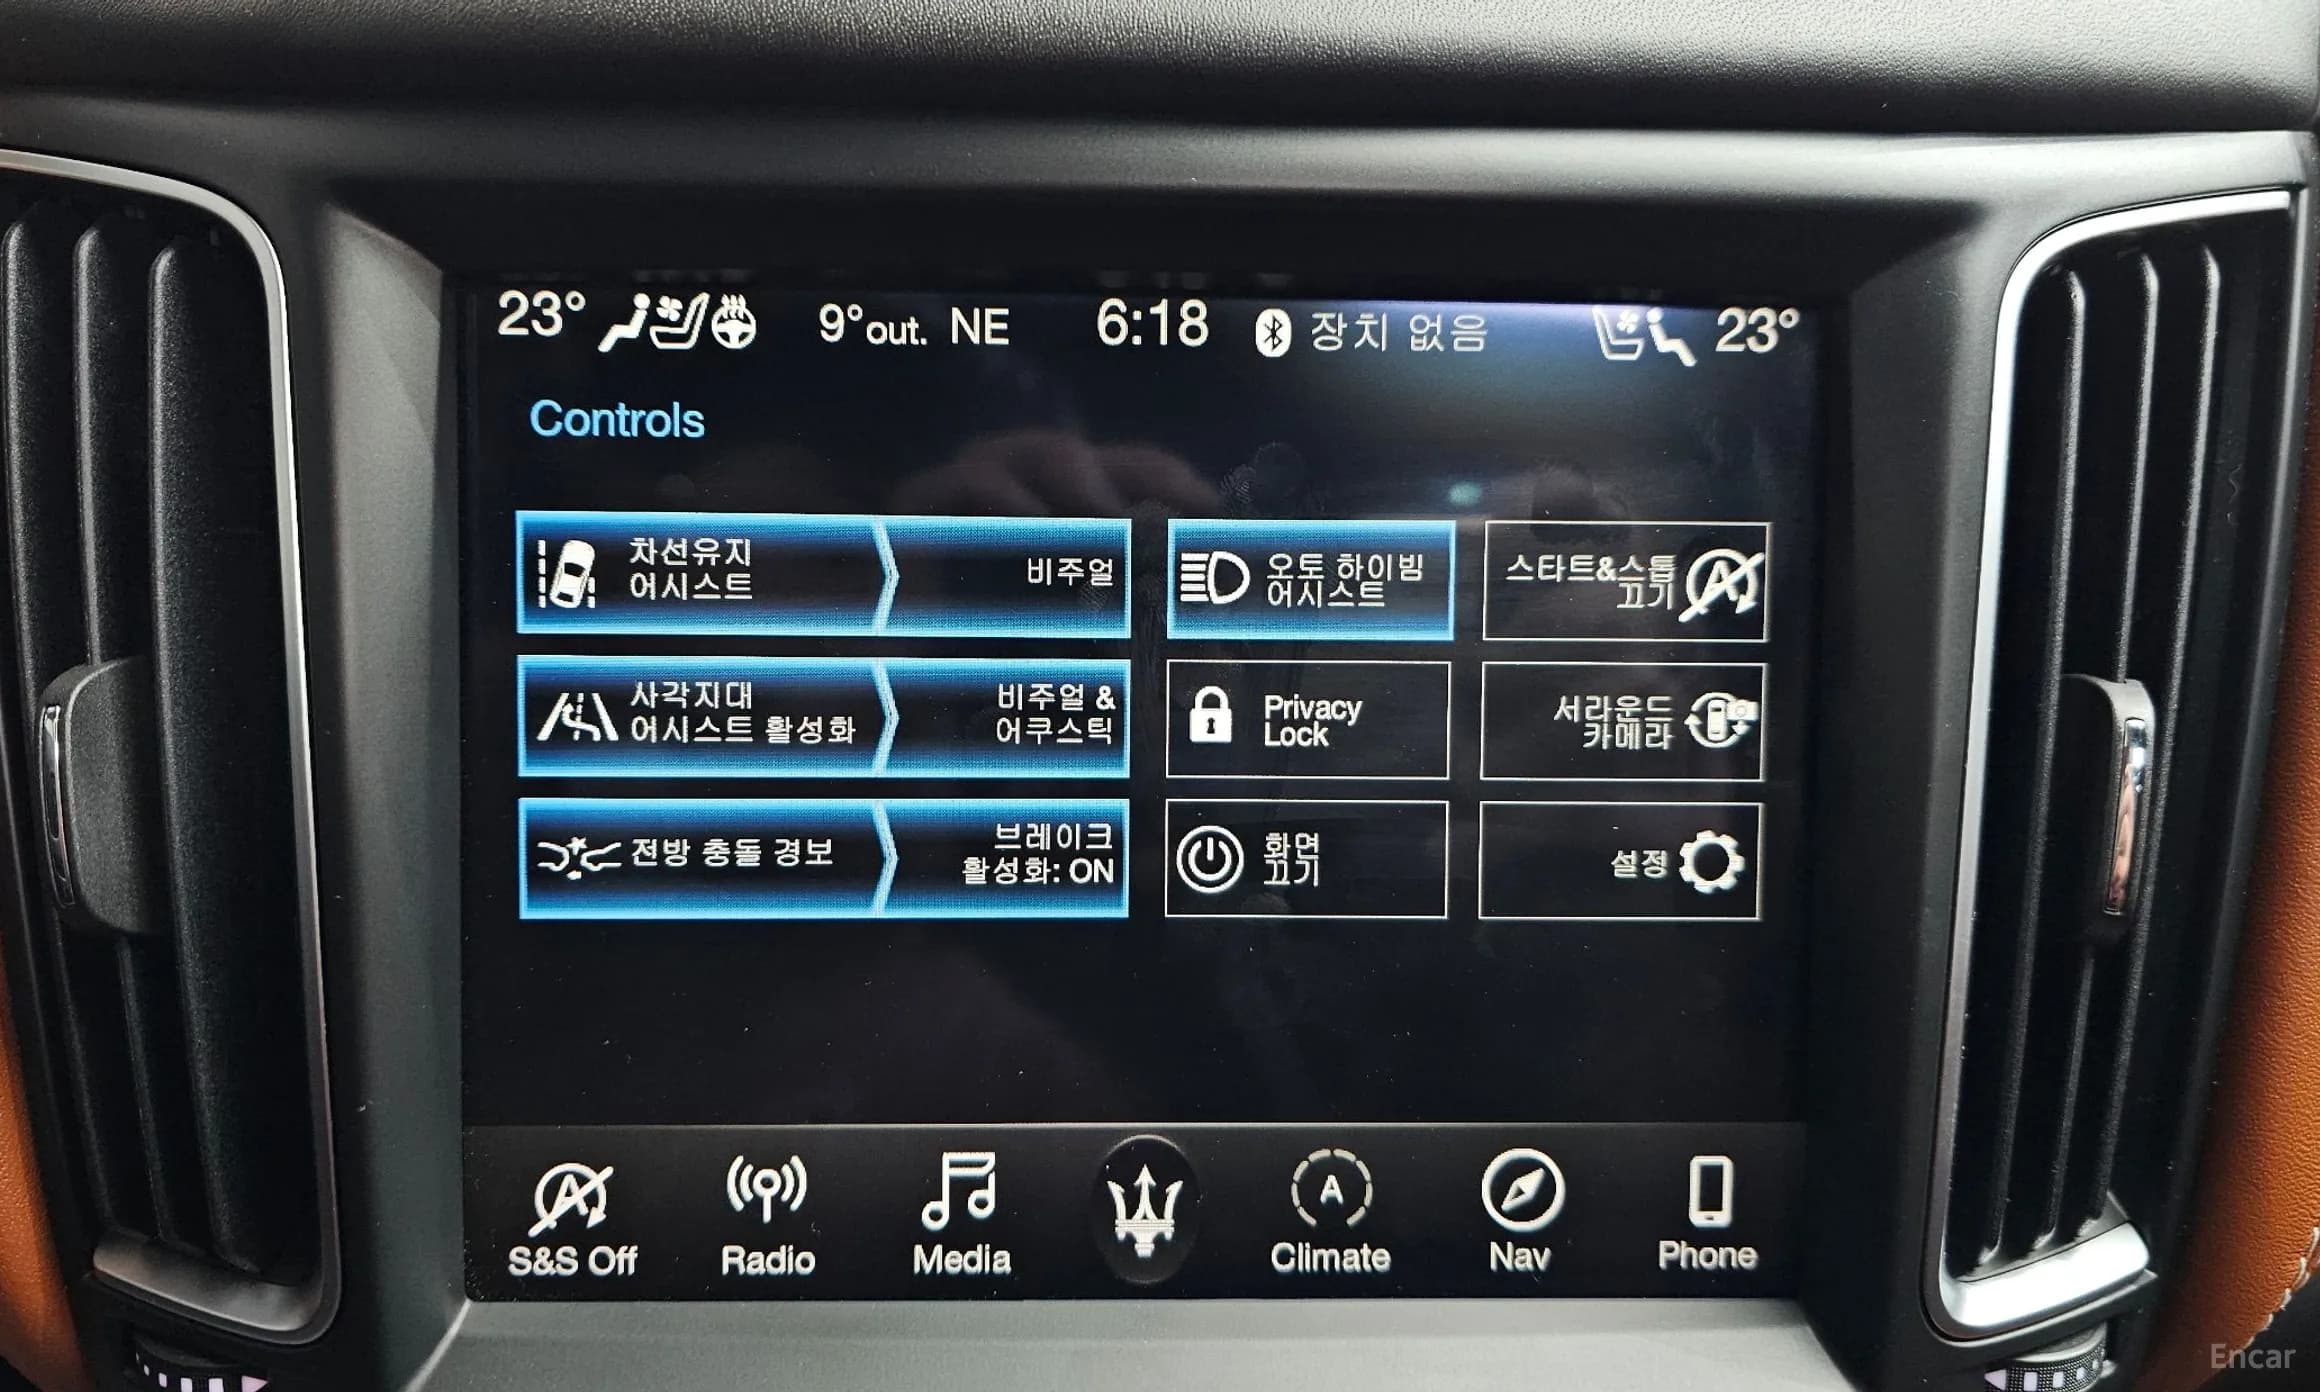 23° 9°out. NE 6:18 장치 없음 23°
Controls
차선유지
어시스트
비주얼
오토 하이빔
어시스트
스타트&스톱
끄기
사각지대
어시스트 활성화
비주얼 &
어쿠스틱
Privacy
Lock
서라운드
카메라
전방 충돌 경보
브레이크
활성화: ON
화면
끄기
설정
A
S&S Off Radio Media Climate Nav Phone
Encar